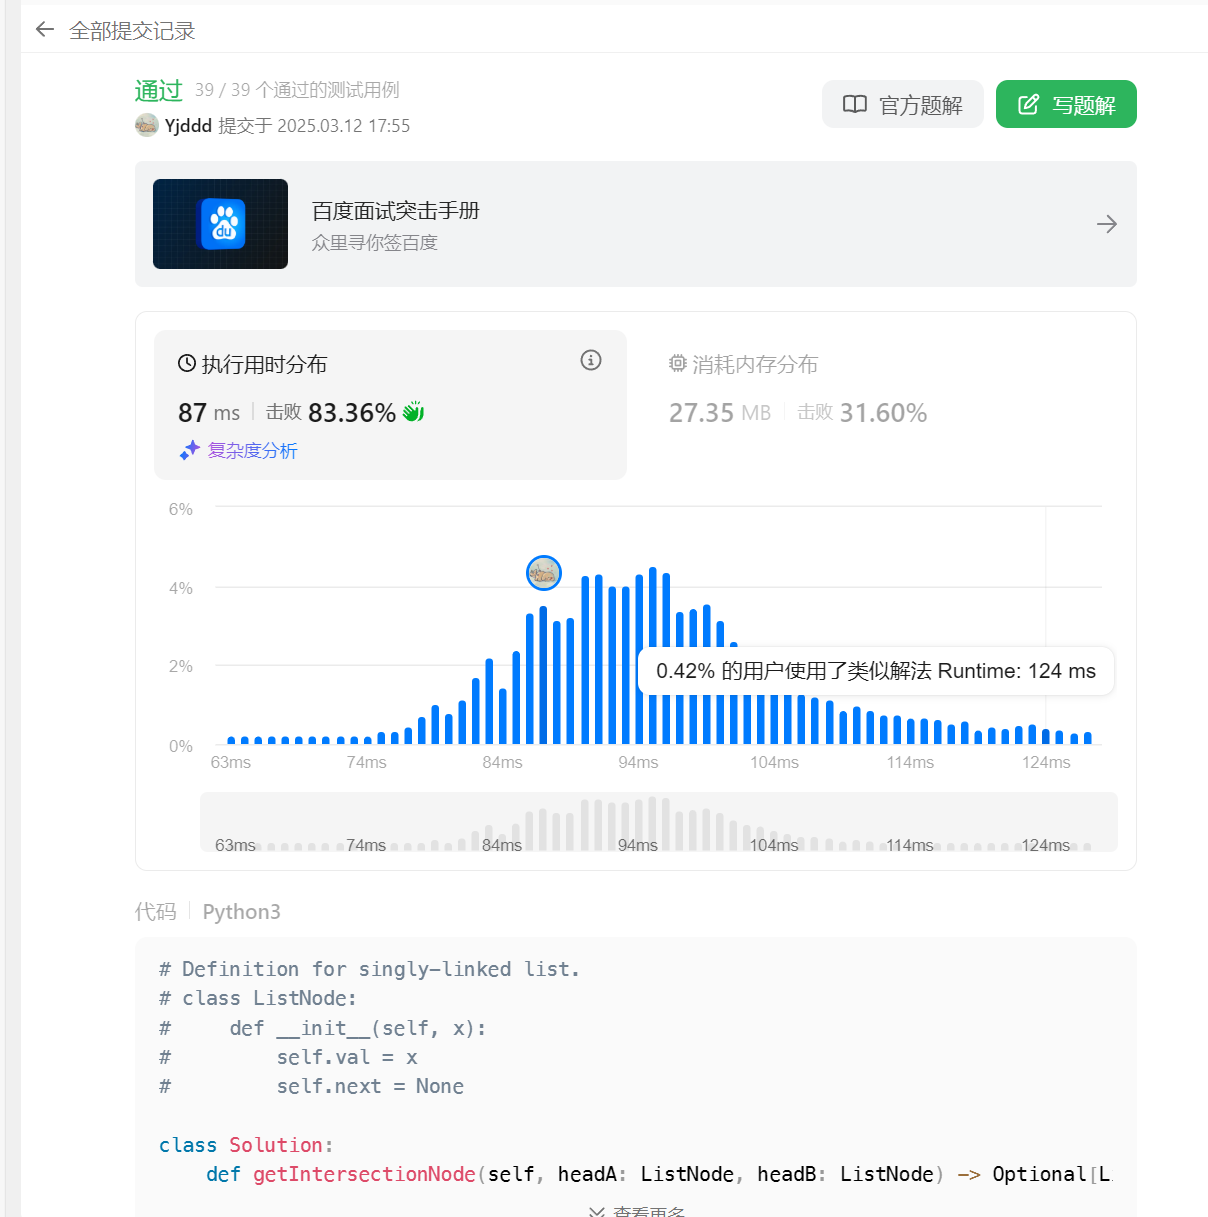 全部提交记录
通过 39 / 39 个通过的测试用例
官方题解
写题解
Yjddd 提交于 2025.03.12 17:55
du
百度面试突击手册
众里寻你签百度
执行用时分布
87 ms 击败 83.36%
复杂度分析
消耗内存分布
27.35 MB 击败 31.60%
6%
4%
2%
0%
0.42% 的用户使用了类似解法 Runtime: 124 ms
63ms 74ms 84ms 94ms 104ms 114ms 124ms
63ms 74ms 84ms 94ms 104ms 114ms 124ms
代码 Python3
# Definition for singly-linked list.
# class ListNode:
#     def __init__(self, x):
#         self.val = x
#         self.next = None
class Solution:
    def getIntersectionNode(self, headA: ListNode, headB: ListNode) -> Optional[L
查看更多